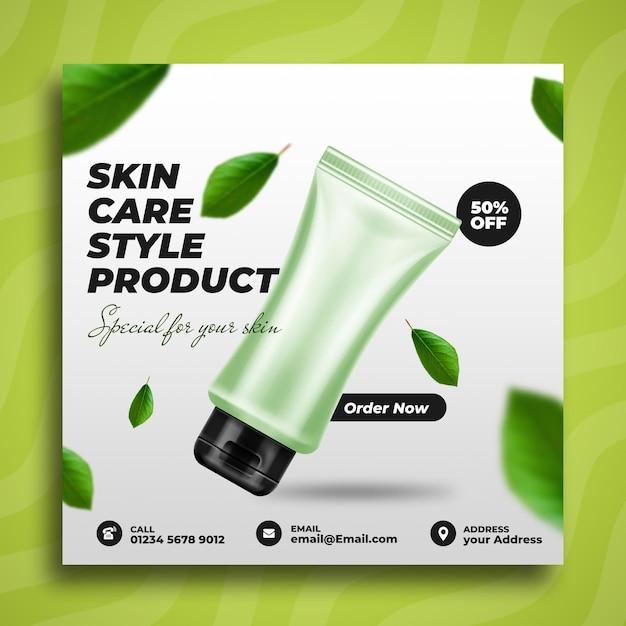 SKIN
CARE
STYLE
PRODUCT
Special for your skin
50%
OFF
Order Now
CALL
01234 5678 9012
EMAIL
email@Email.com
ADDRESS
your Address